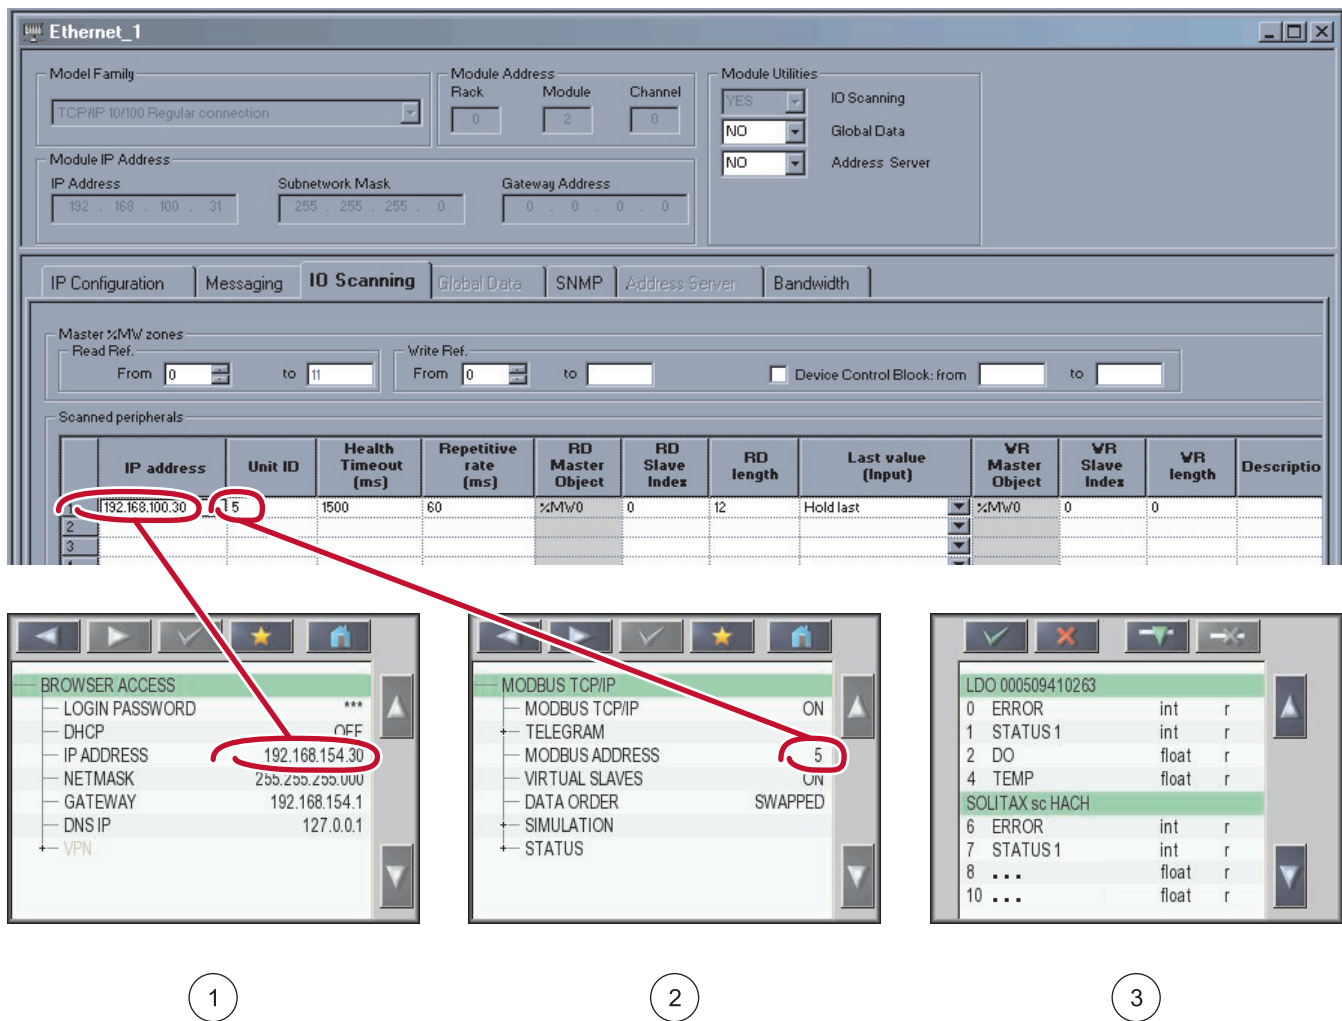 Ethernet_1
Model Family
TCP/IP 10/100 Regular connection
Module Address
Rack Module Channel
0 2 0
Module Utilities
YES IO Scanning
NO Global Data
NO Address Server
Module IP Address
IP Address Subnetwork Mask Gateway Address
192 . 168 . 100 . 31 255 . 255 . 255 . 0 0 . 0 . 0 . 0
IP Configuration Messaging IO Scanning Global Data SNMP Address Server Bandwidth
Master %MW zones
Read Ref. Write Ref.
From 0 to 11 From 0 to Device Control Block: from to
Scanned peripherals
IP address Unit ID Health Timeout (ms) Repetitive rate (ms) RD Master Object RD Slave Index RD length Last value (Input) WR Master Object WR Slave Index WR length Descriptio
1 192.168.100.30 5 1500 60 %MW0 0 12 Hold last %MW0 0 0
2
3
BROWSER ACCESS
LOGIN PASSWORD ***
DHCP OFF
IP ADDRESS 192.168.154.30
NETMASK 255.255.255.000
GATEWAY 192.168.154.1
DNS IP 127.0.0.1
VPN
MODBUS TCP/IP
MODBUS TCP/IP ON
TELEGRAM
MODBUS ADDRESS 5
VIRTUAL SLAVES ON
DATA ORDER SWAPPED
SIMULATION
STATUS
LDO 000509410263
0 ERROR int r
1 STATUS 1 int r
2 DO float r
4 TEMP float r
SOLITAX sc HACH
6 ERROR int r
7 STATUS 1 int r
8 ... float r
10 ... float r
1
2
3